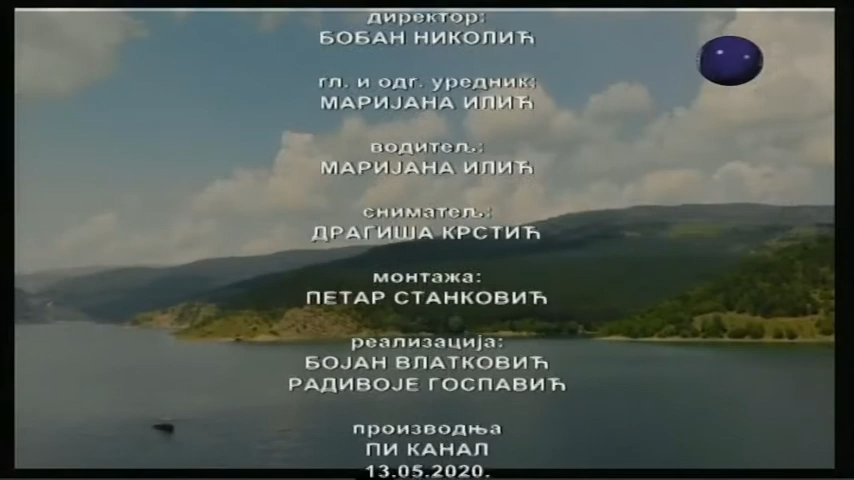 директор:
БОБАН НИКОЛИЋ
гл. и одг. уредник:
МАРИЈАНА ИЛИЋ
водитељ:
МАРИЈАНА ИЛИЋ
сниматељ:
ДРАГИША КРСТИЋ
монтажа:
ПЕТАР СТАНКОВИЋ
реализација:
БОЈАН ВЛАТКОВИЋ
РАДИВОЈЕ ГОСПАВИЋ
производња
ПИ КАНАЛ
13.05.2020.